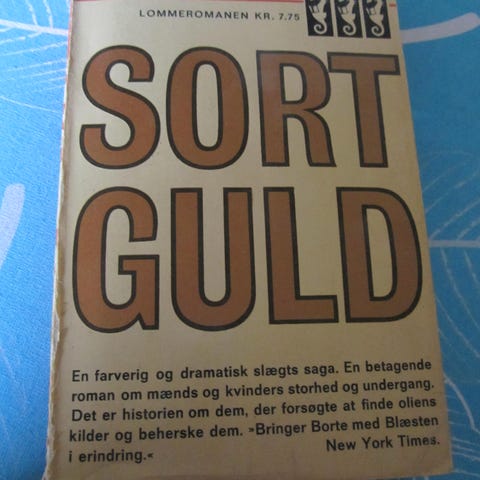 LOMMEROMANEN KR. 7.75
SORT
GULD
En farverig og dramatisk slægts saga. En betagende
roman om mænds og kvinders storhed og undergang.
Det er historien om dem, der forsøgte at finde oliens
kilder og beherske dem. »Bringer Borte med Blæsten
i erindring.« New York Times.